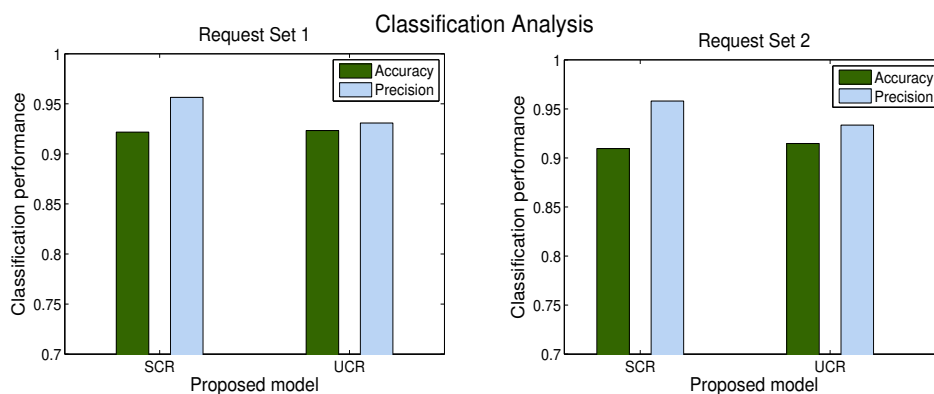 Classification Analysis
Request Set 1
Classification performance
1
0.95
0.9
0.85
0.8
0.75
0.7
Accuracy
Precision
SCR
UCR
Proposed model
Request Set 2
Classification performance
1
0.95
0.9
0.85
0.8
0.75
0.7
Accuracy
Precision
SCR
UCR
Proposed model